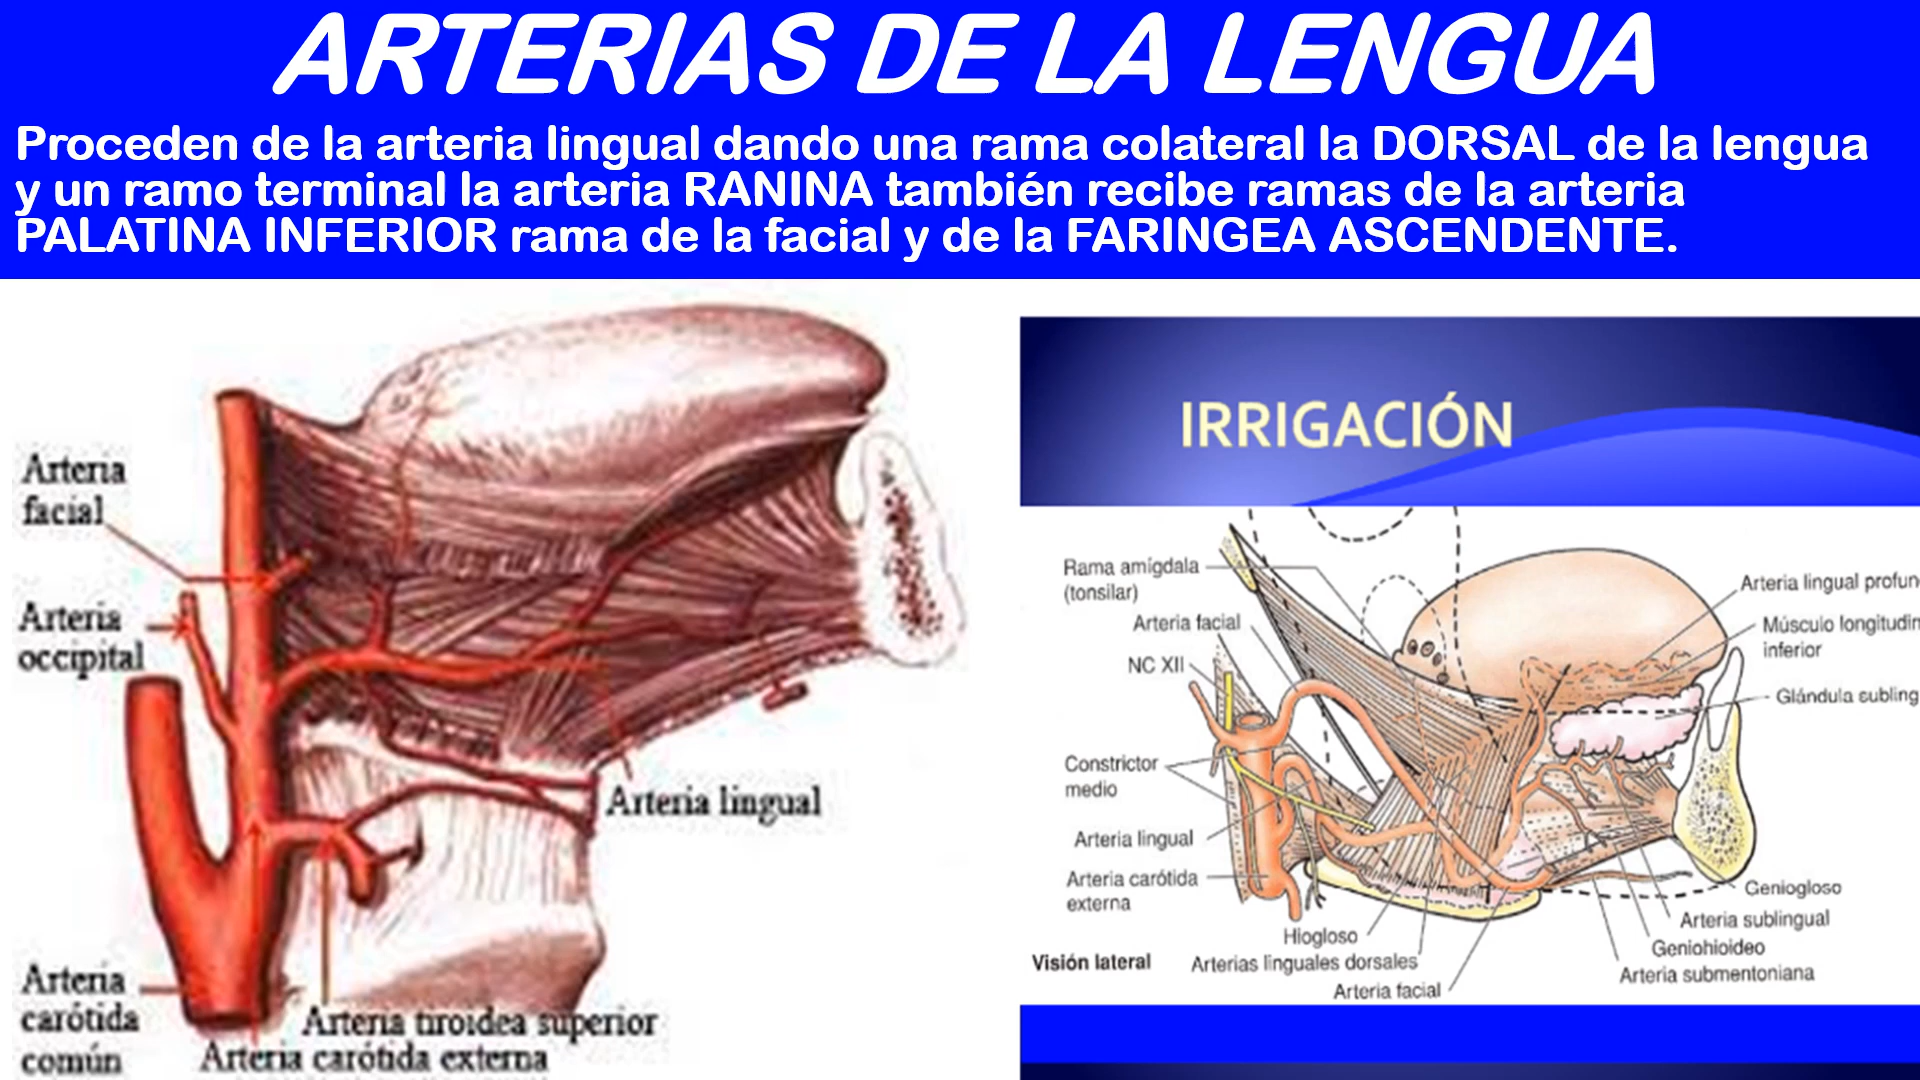 ARTERIAS DE LA LENGUA
Proceden de la arteria lingual dando una rama colateral la DORSAL de la lengua
y un ramo terminal la arteria RANINA también recibe ramas de la arteria
PALATINA INFERIOR rama de la facial y de la FARINGEA ASCENDENTE.
Arteria
facial
Arteria
occipital
Arteria lingual
Arteria
carótida
común
Arteria tiroidea superior
Arteria carótida externa
IRRIGACIÓN
Rama amígdala
(tonsilar)
Arteria facial
NC XII
Constrictor
medio
Arteria lingual
Arteria carótida
externa
Visión lateral
Hiogloso
Arterias linguales dorsales
Arteria facial
Arteria lingual profun
Músculo longitudin
inferior
Glándula subling
Geniogloso
Arteria sublingual
Geniohioideo
Arteria submentoniana